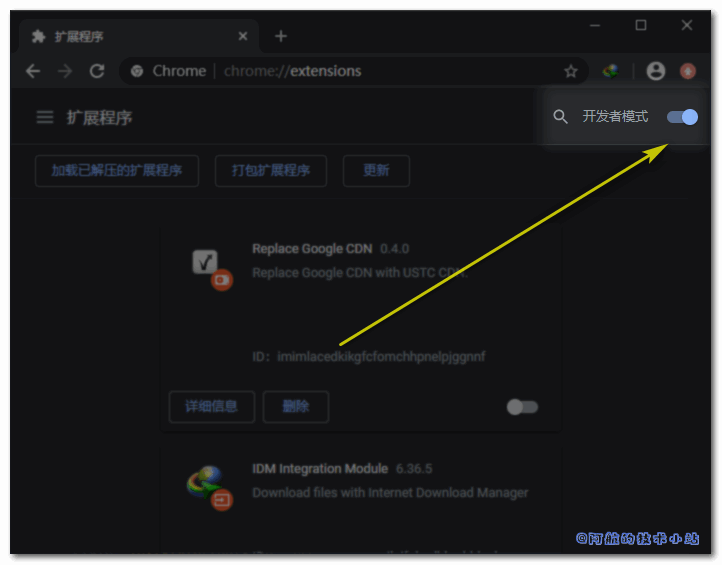 扩展程序
Chrome | chrome://extensions
扩展程序
开发者模式
加载已解压的扩展程序 打包扩展程序 更新
Replace Google CDN 0.4.0
Replace Google CDN with USTC CDN.
ID：imimlacedkikgfcfomchhpnelpjggnnf
详细信息 删除
IDM Integration Module 6.36.5
Download files with Internet Download Manager
@阿航的技术小站